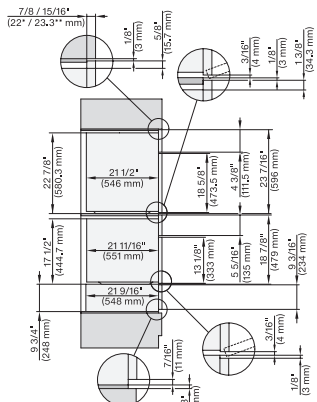 7/8 / 15/16"
(22* / 23.3** mm)
1/8"
(3 mm)
5/8"
(15.7 mm)
3/16"
(4 mm)
1/8"
(3 mm)
1 3/8"
(34.3 mm)
22 7/8"
(580.3 mm)
21 1/2"
(546 mm)
18 5/8"
(473.5 mm)
4 3/8"
(111.5 mm)
23 7/16"
(596 mm)
17 1/2"
(444.7 mm)
21 11/16"
(551 mm)
13 1/8"
(333 mm)
5 5/16"
(135 mm)
18 7/8"
(479 mm)
9 3/16"
(234 mm)
21 9/16"
(548 mm)
9 3/4"
(248 mm)
7/16"
(11 mm)
3/16"
(4 mm)
1/8"
(3 mm)